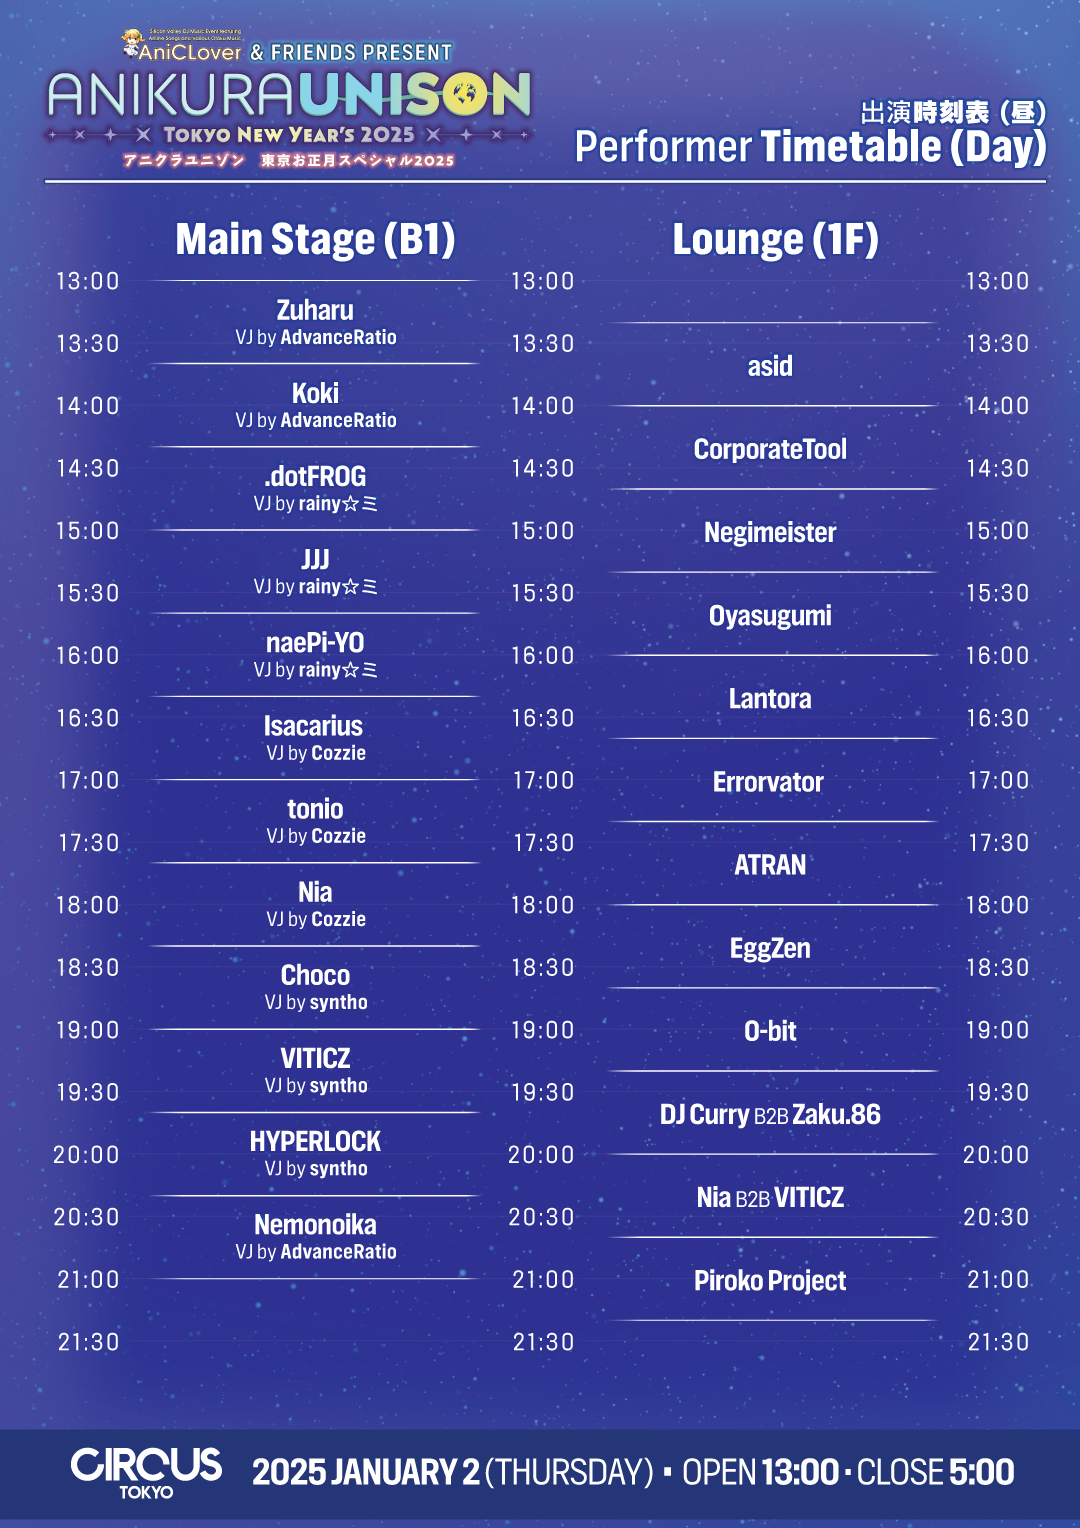 Silicon Valley DJ Music Event featuring
Anime Songs and various Otaku Music
AniCLover & FRIENDS PRESENT
ANIKURAUNISON
TOKYO NEW YEAR'S 2025
アニクラユニゾン 東京お正月スペシャル2025
出演時刻表 (昼)
Performer Timetable (Day)
Main Stage (B1)
13:00
Zuharu
VJ by AdvanceRatio
13:30
Koki
14:00
VJ by AdvanceRatio
14:30
.dotFROG
VJ by rainy☆ミ
15:00
JJJ
VJ by rainy☆ミ
15:30
naePi-YO
16:00
VJ by rainy☆ミ
16:30
Isacarius
VJ by Cozzie
17:00
tonio
VJ by Cozzie
17:30
Nia
18:00
VJ by Cozzie
18:30
Choco
VJ by syntho
19:00
VITICZ
VJ by syntho
19:30
HYPERLOCK
20:00
VJ by syntho
20:30
Nemonoika
VJ by AdvanceRatio
21:00
21:30
Lounge (1F)
13:00 13:00
13:30 13:30
asid
14:00 14:00
CorporateTool
14:30 14:30
15:00 Negimeister 15:00
15:30 15:30
Oyasugumi
16:00 16:00
Lantora
16:30 16:30
17:00 Errorvator 17:00
17:30 17:30
ATRAN
18:00 18:00
EggZen
18:30 18:30
19:00 O-bit 19:00
19:30 19:30
DJ Curry B2B Zaku.86
20:00 20:00
Nia B2B VITICZ
20:30 20:30
21:00 Piroko Project 21:00
21:30 21:30
CIRCUS
TOKYO
2025 JANUARY 2 (THURSDAY) ▪ OPEN 13:00 · CLOSE 5:00